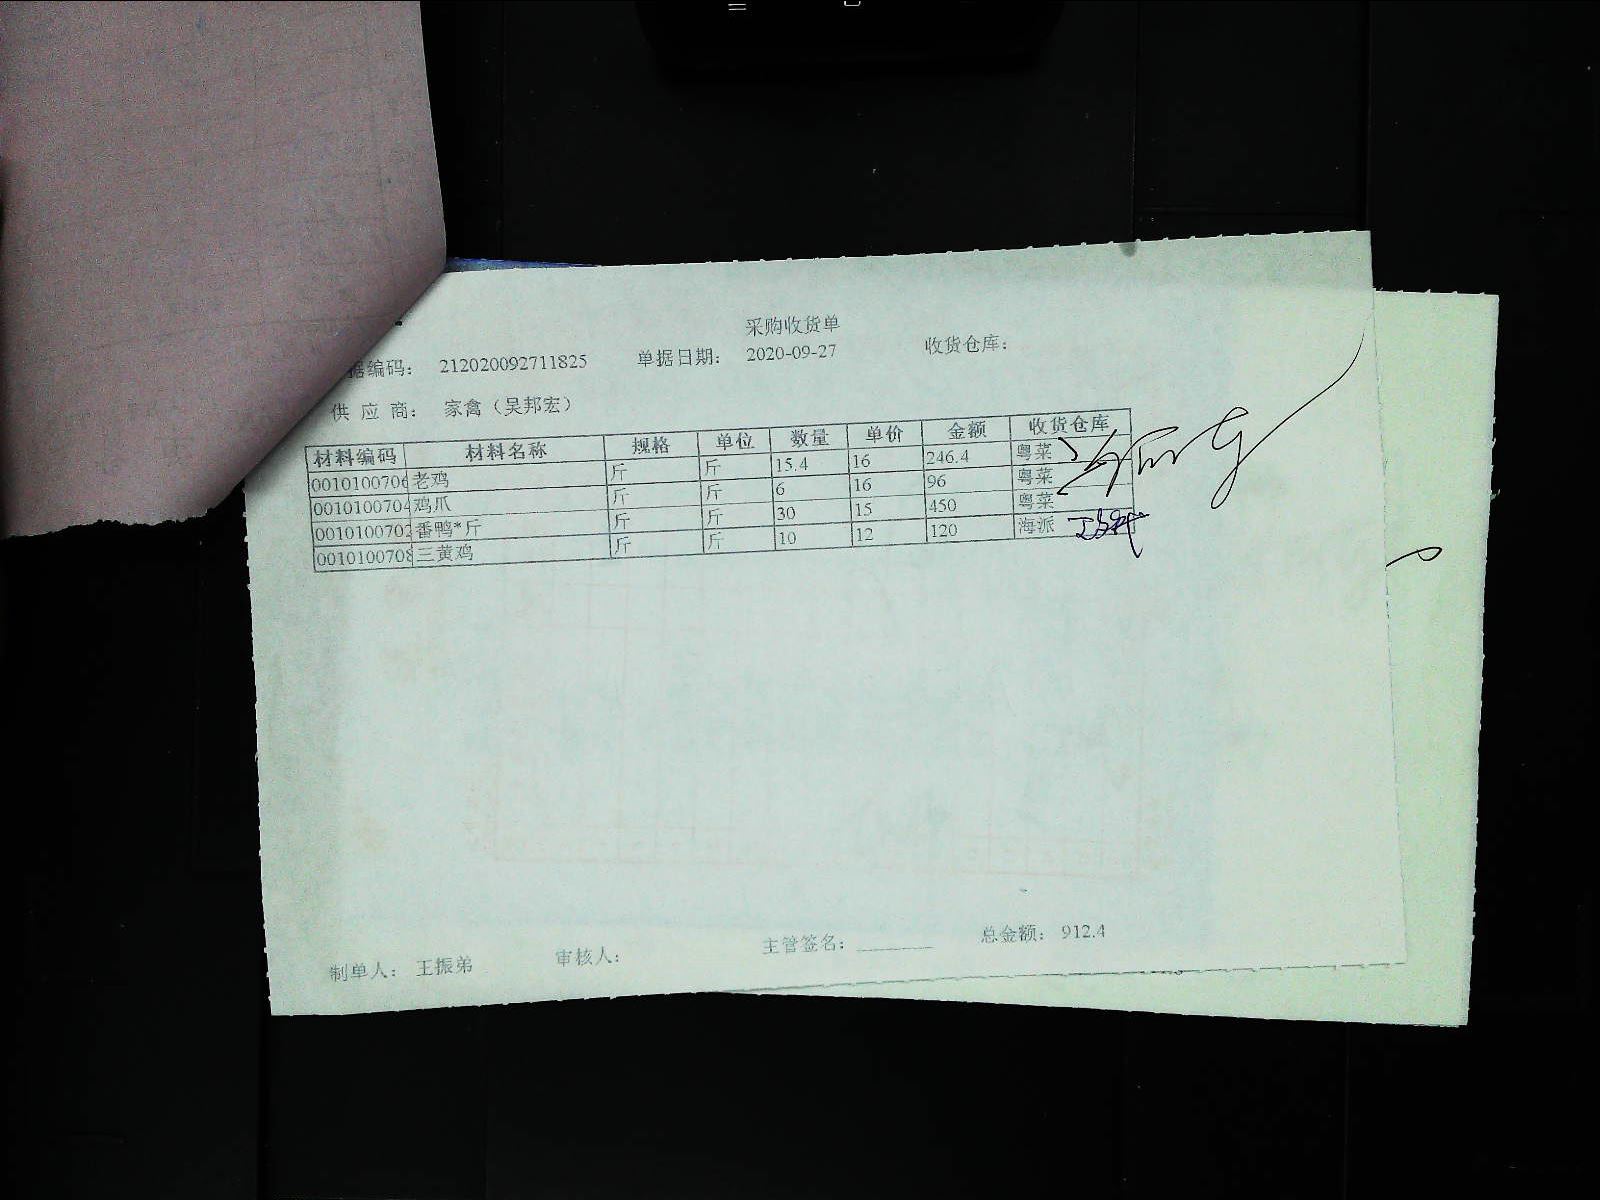 采购收货单
据编码： 212020092711825 单据日期： 2020-09-27 收货仓库：
供 应 商： 家禽（吴邦宏）
材料编码 材料名称 规格 单位 数量 单价 金额 收货仓库
0010100706 老鸡 斤 斤 15.4 16 246.4 粤菜
0010100704 鸡爪 斤 斤 6 16 96 粤菜
0010100702 番鸭*斤 斤 斤 30 15 450 粤菜
0010100708 三黄鸡 斤 斤 10 12 120 海派
制单人： 王振弟 审核人： 主管签名： ________ 总金额： 912.4